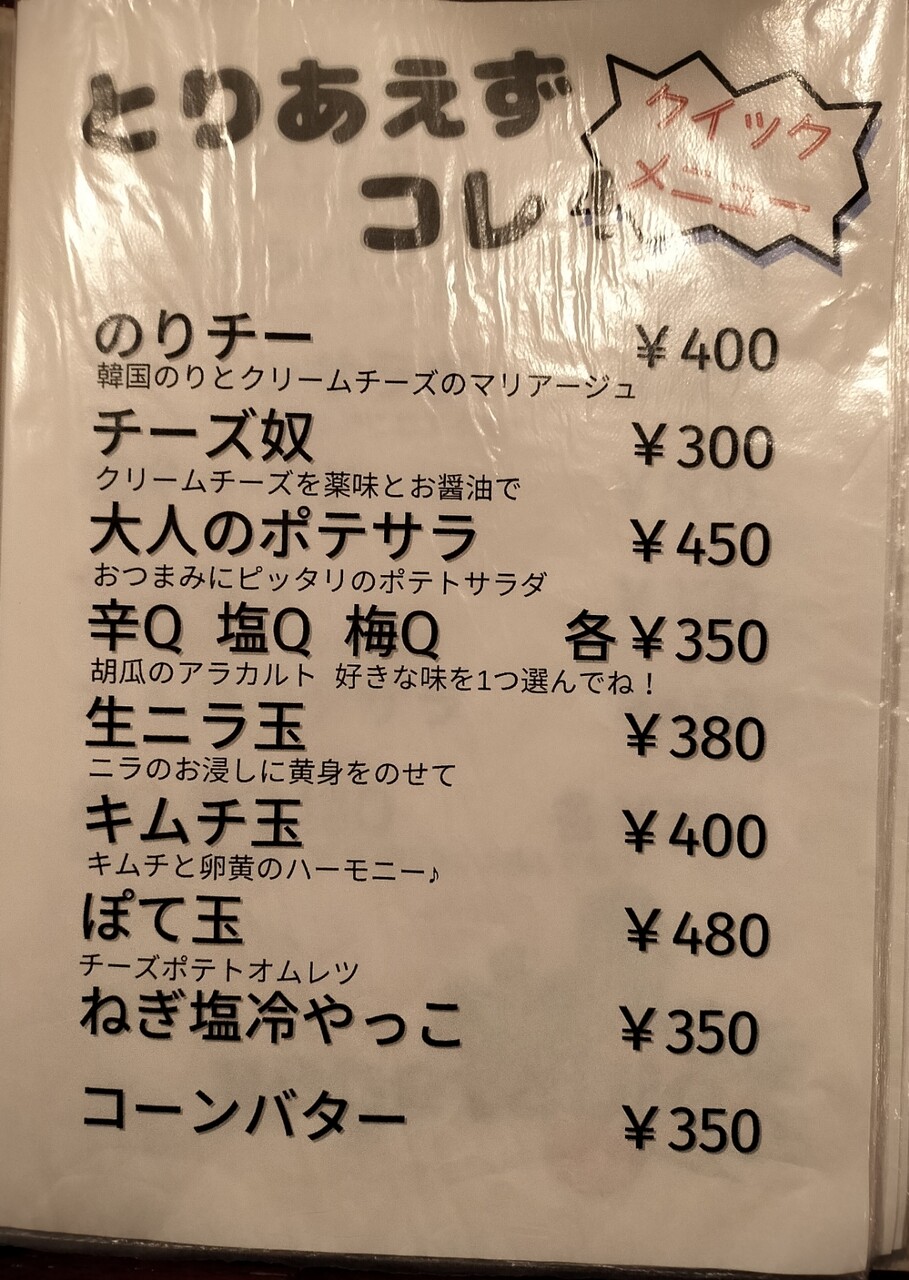 とりあえず
コレ！
クイック
メニュー
のりチー ¥400
韓国のりとクリームチーズのマリアージュ
チーズ奴 ¥300
クリームチーズを薬味とお醤油で
大人のポテサラ ¥450
おつまみにピッタリのポテトサラダ
辛Q 塩Q 梅Q 各¥350
胡瓜のアラカルト 好きな味を1つ選んでね！
生ニラ玉 ¥380
ニラのお浸しに黄身をのせて
キムチ玉 ¥400
キムチと卵黄のハーモニー♪
ぽて玉 ¥480
チーズポテトオムレツ
ねぎ塩冷やっこ ¥350
コーンバター ¥350